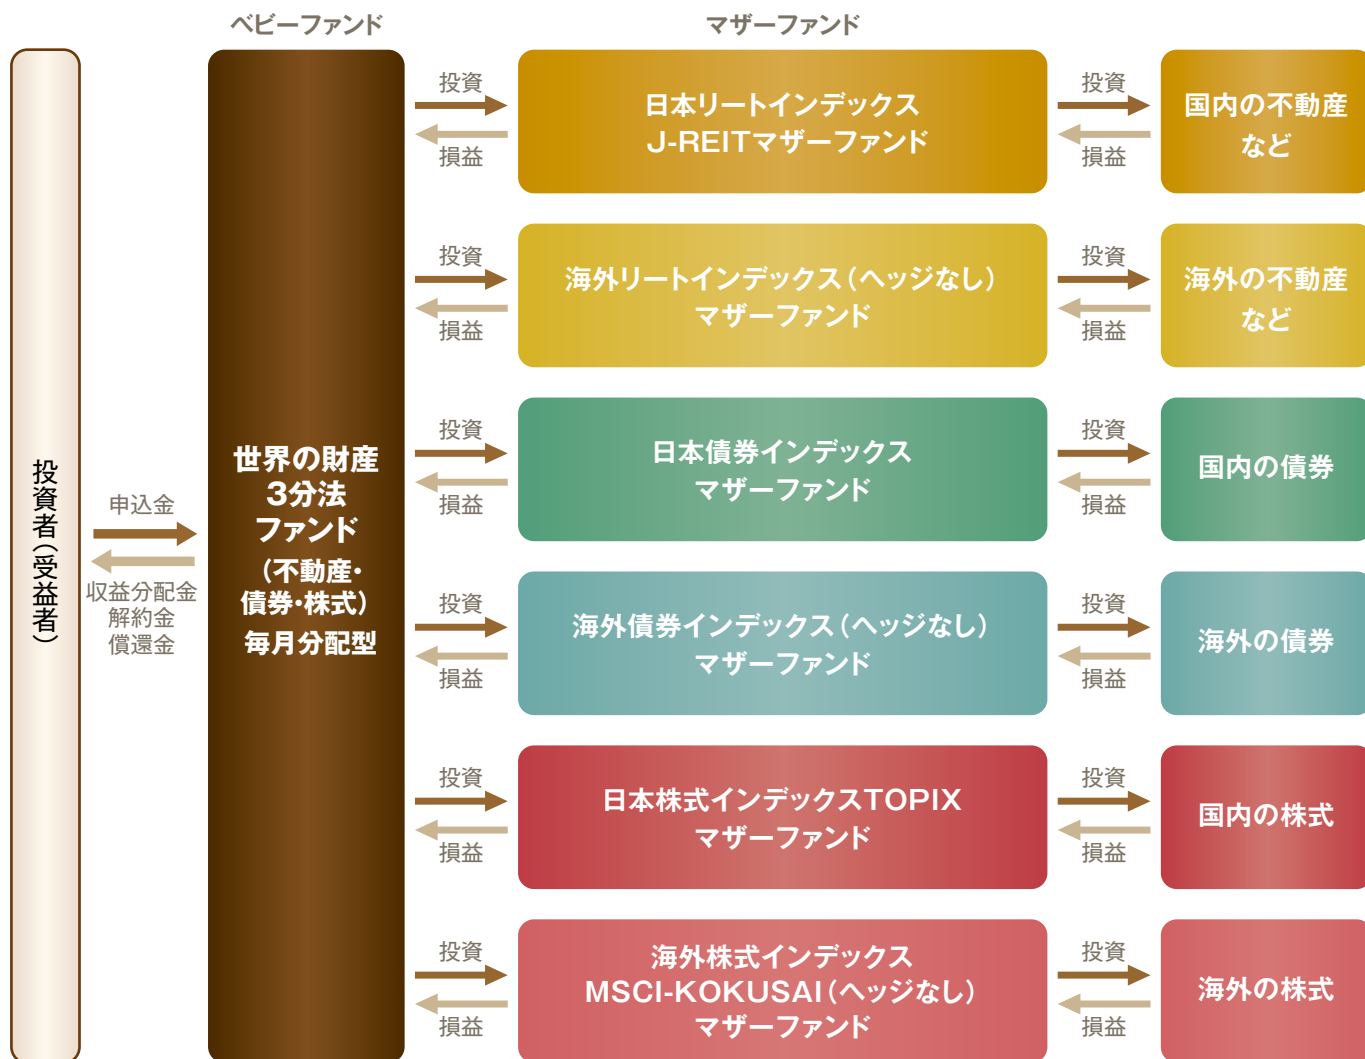 ベビーファンド
マザーファンド
投資者(受益者)
申込金
収益分配金
解約金
償還金
世界の財産
3分法
ファンド
(不動産・
債券・株式)
毎月分配型
投資
損益
日本リートインデックス
J-REITマザーファンド
投資
損益
国内の不動産
など
投資
損益
海外リートインデックス(ヘッジなし)
マザーファンド
投資
損益
海外の不動産
など
投資
損益
日本債券インデックス
マザーファンド
投資
損益
国内の債券
投資
損益
海外債券インデックス(ヘッジなし)
マザーファンド
投資
損益
海外の債券
投資
損益
日本株式インデックスTOPIX
マザーファンド
投資
損益
国内の株式
投資
損益
海外株式インデックス
MSCI-KOKUSAI(ヘッジなし)
マザーファンド
投資
損益
海外の株式